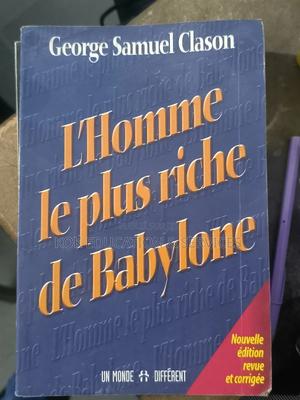 George Samuel Clason
L'Homme
le plus riche
de Babylone
Nouvelle
édition
revue
et corrigée
UN MONDE DIFFÉRENT